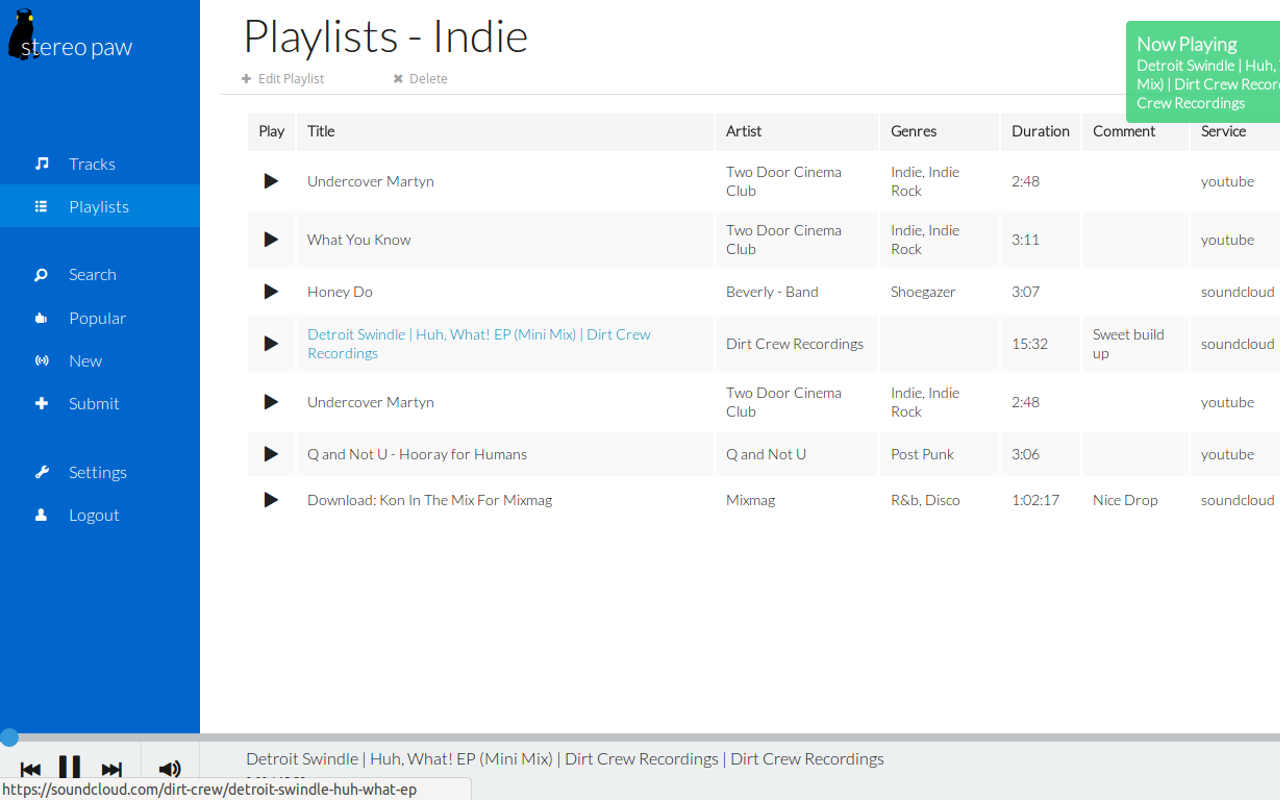 stereo paw
Playlists - Indie
Edit Playlist Delete
Now Playing
Detroit Swindle | Huh,
Mix) | Dirt Crew Recor
Crew Recordings
Tracks
Playlists
Search
Popular
New
Submit
Settings
Logout
Play Title Artist Genres Duration Comment Service
Undercover Martyn Two Door Cinema Club Indie, Indie Rock 2:48 youtube
What You Know Two Door Cinema Club Indie, Indie Rock 3:11 youtube
Honey Do Beverly - Band Shoegazer 3:07 soundcloud
Detroit Swindle | Huh, What! EP (Mini Mix) | Dirt Crew Recordings Dirt Crew Recordings 15:32 Sweet build up soundcloud
Undercover Martyn Two Door Cinema Club Indie, Indie Rock 2:48 youtube
Q and Not U - Hooray for Humans Q and Not U Post Punk 3:06 youtube
Download: Kon In The Mix For Mixmag Mixmag R&b, Disco 1:02:17 Nice Drop soundcloud
Detroit Swindle | Huh, What! EP (Mini Mix) | Dirt Crew Recordings | Dirt Crew Recordings
https://soundcloud.com/dirt-crew/detroit-swindle-huh-what-ep